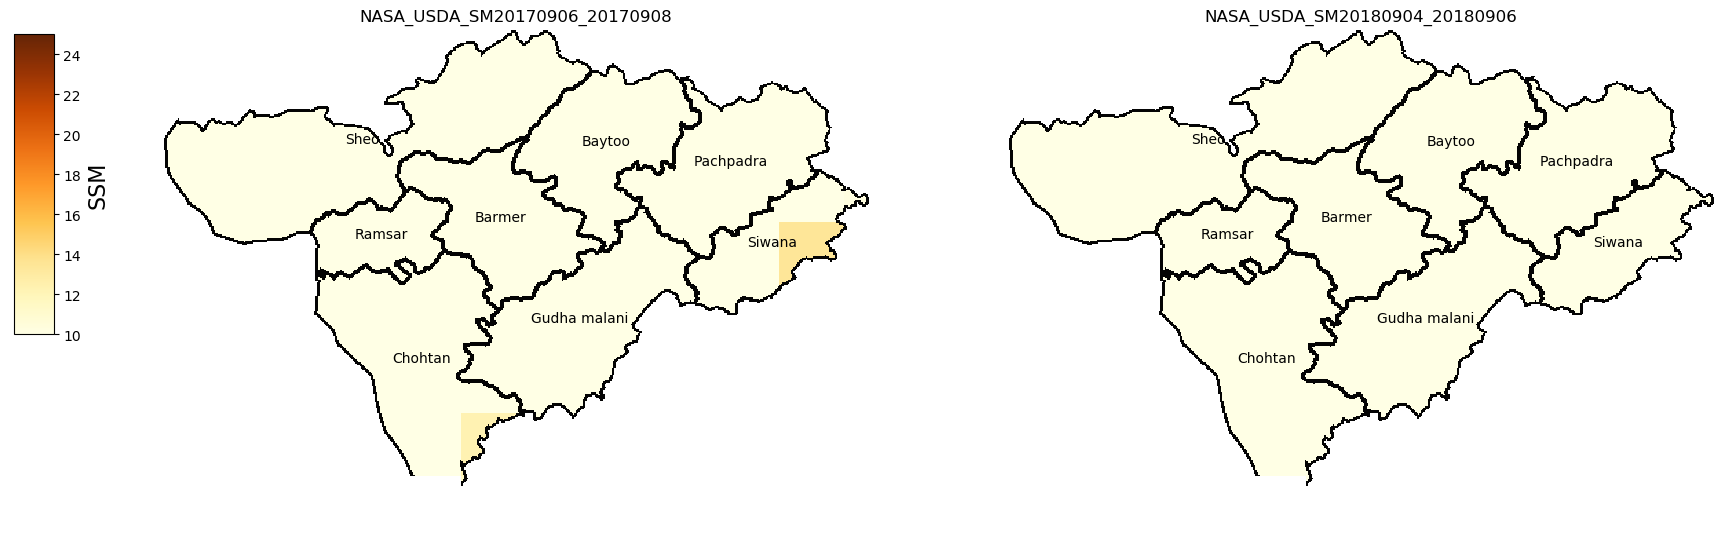 NASA_USDA_SM20170906_20170908
NASA_USDA_SM20180904_20180906
24
22
20
18
16
14
12
10
SSM
Sheo
Baytoo
Pachpadra
Barmer
Ramsar
Siwana
Gudha malani
Chohtan
Sheo
Baytoo
Pachpadra
Barmer
Ramsar
Siwana
Gudha malani
Chohtan